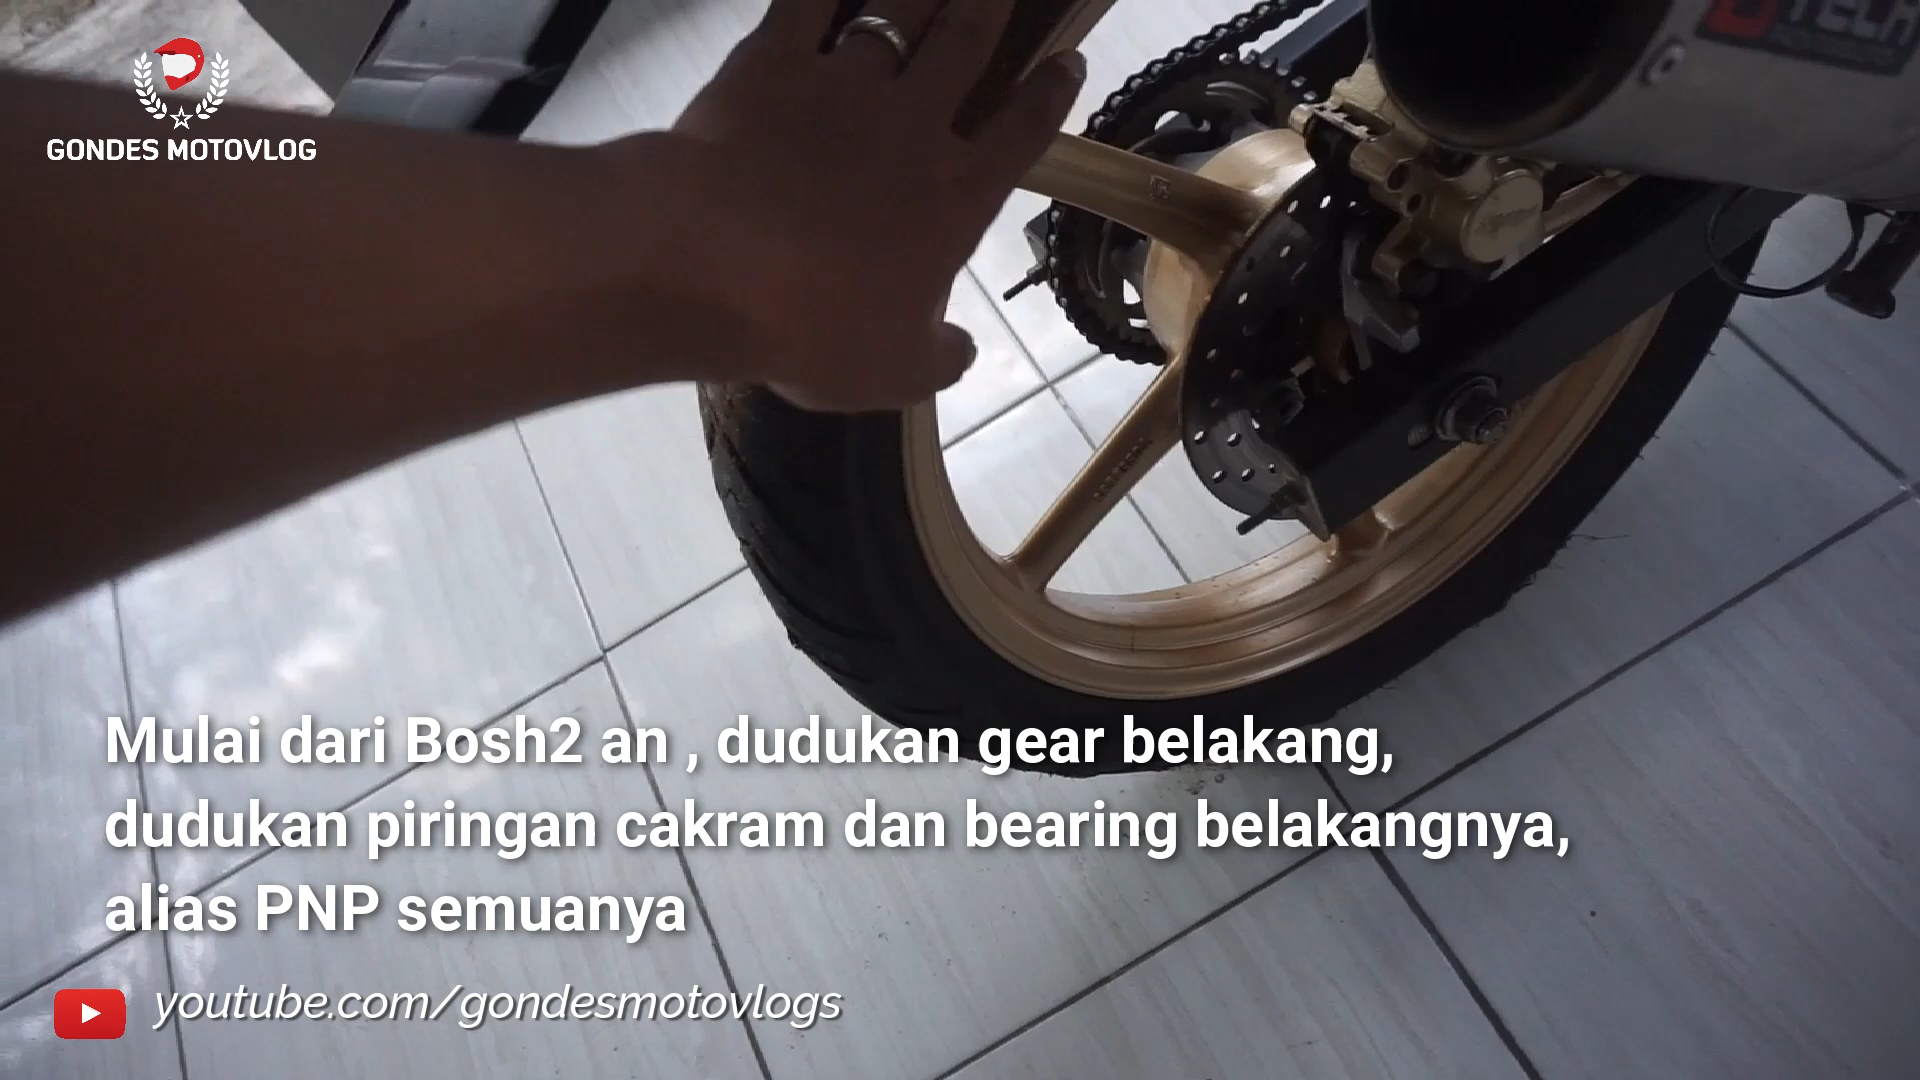 GONDES MOTOVLOG
TECH
Mulai dari Bosh2 an , dudukan gear belakang,
dudukan piringan cakram dan bearing belakangnya,
alias PNP semuanya
youtube.com/gondesmotovlogs